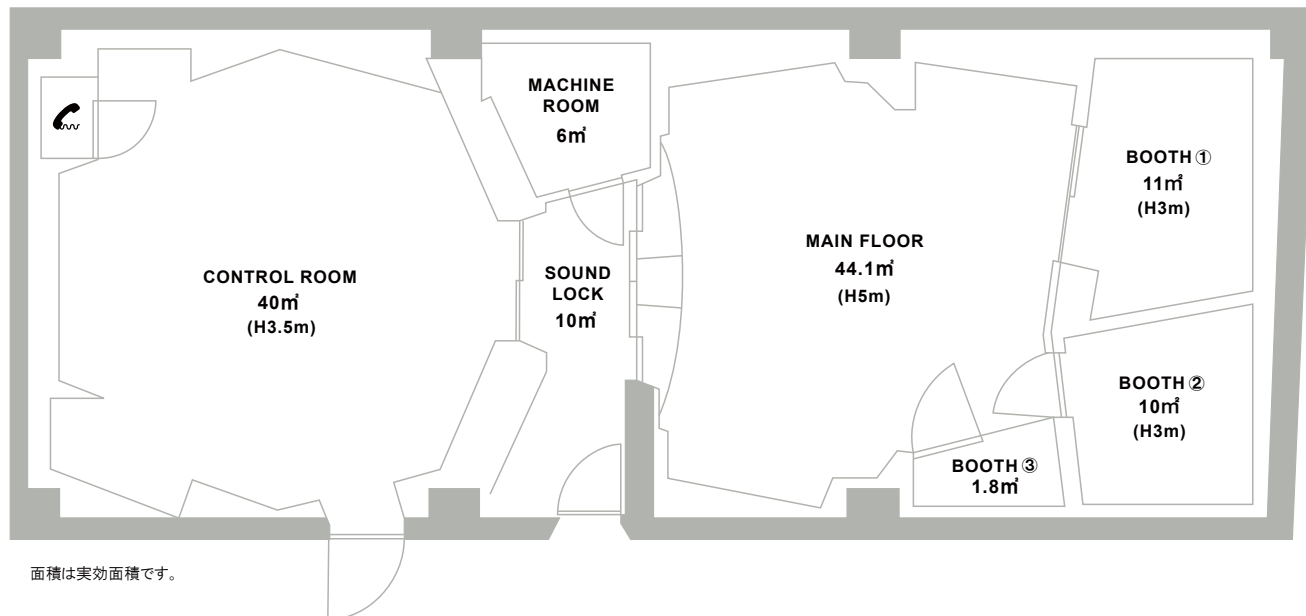 MACHINE
ROOM
6㎡
BOOTH ①
11㎡
(H3m)
MAIN FLOOR
44.1㎡
(H5m)
CONTROL ROOM
40㎡
(H3.5m)
SOUND
LOCK
10㎡
BOOTH ②
10㎡
(H3m)
BOOTH ③
1.8㎡
面積は実効面積です。